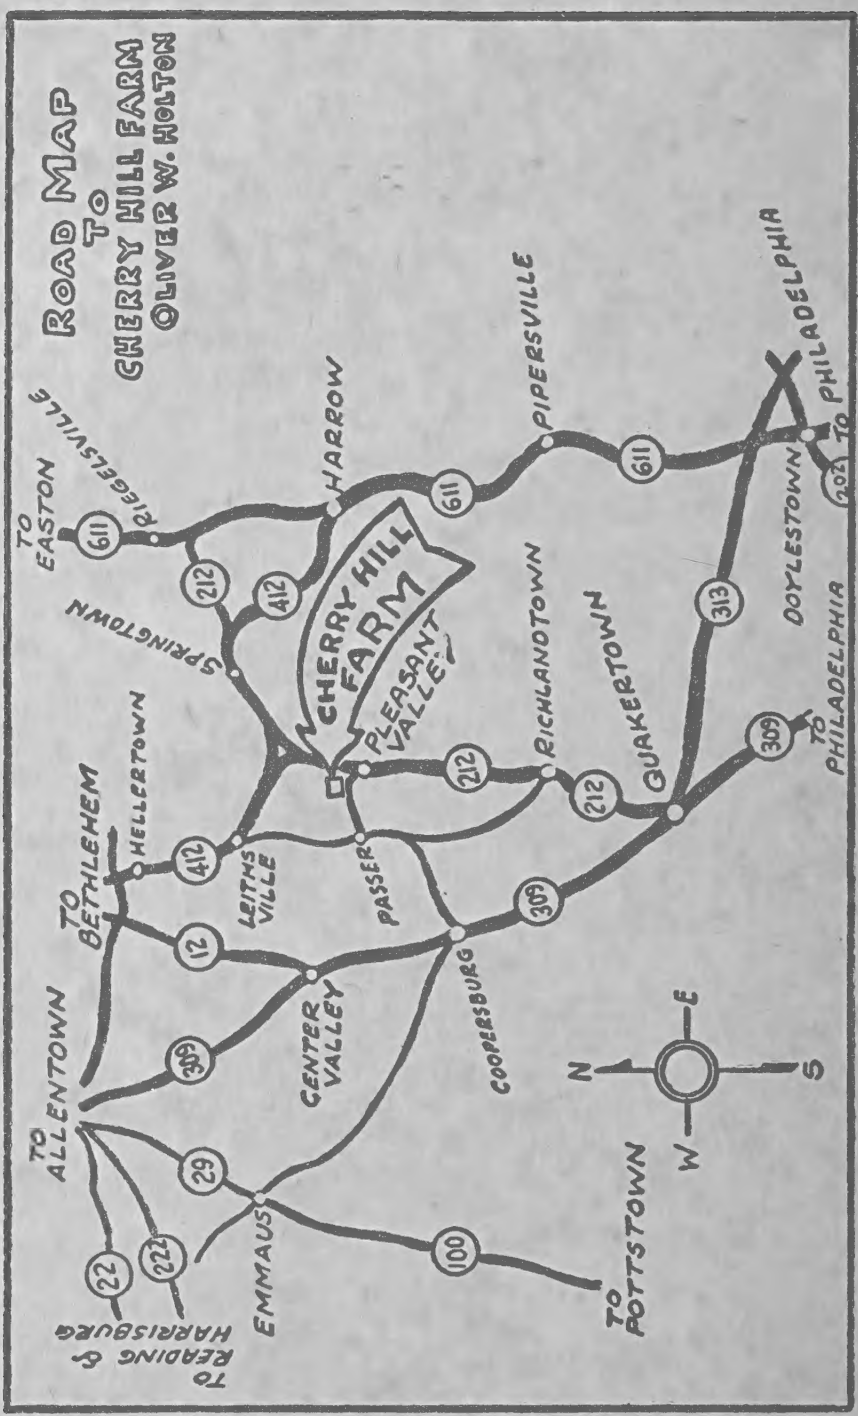 ROAD MAP
TO
CHERRY HILL FARM
OLIVER W. HOLTON
TO
READING &
HARRISBURG
22
222
TO
ALLENTOWN
29
309
TO
BETHLEHEM
12
412
HELLERTOWN
SPRINGTOWN
212
412
TO
EASTON
611
RIEGELSVILLE
EMMAUS
CENTER
VALLEY
LEITHS
VILLE
CHERRY HILL
FARM
HARROW
PASSER
PLEASANT
VALLEY
100
COOPERSBURG
309
212
611
RICHLANDTOWN
PIPERSVILLE
212
QUAKERTOWN
611
TO
POTTSTOWN
N
W
E
S
313
309
TO
PHILADELPHIA
DOYLESTOWN
202
TO PHILADELPHIA